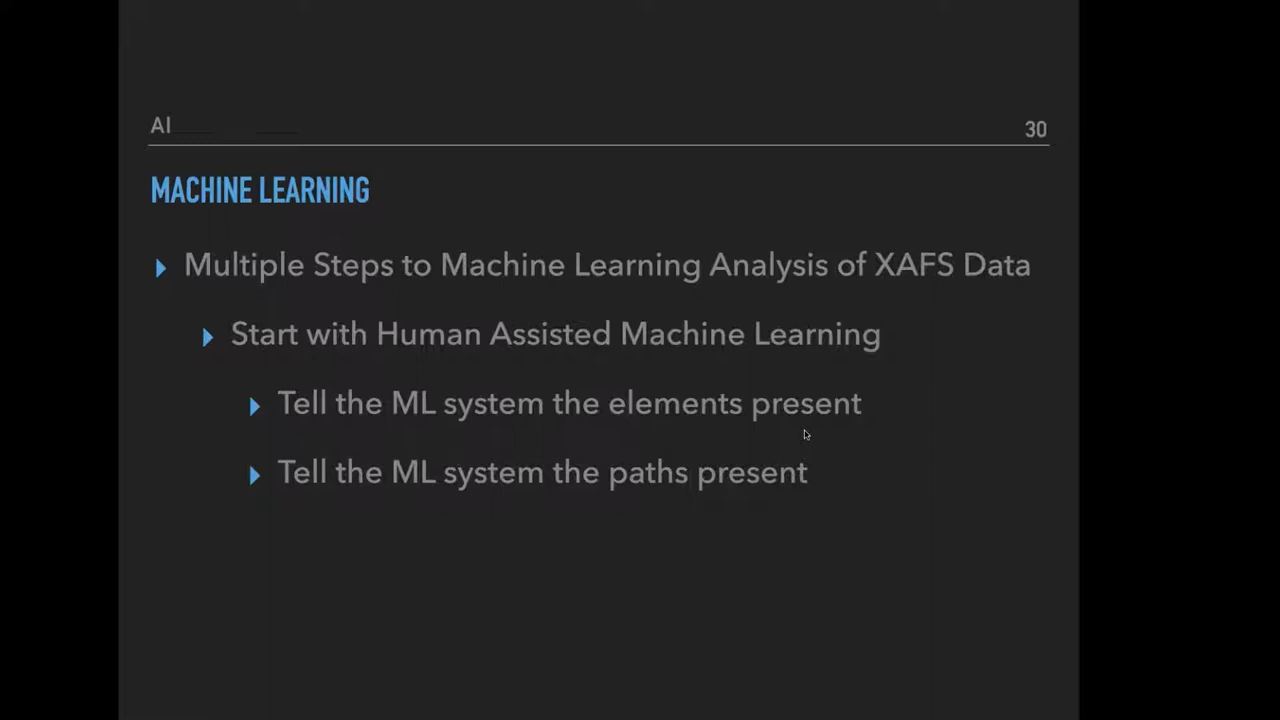 AI
30
MACHINE LEARNING
Multiple Steps to Machine Learning Analysis of XAFS Data
Start with Human Assisted Machine Learning
Tell the ML system the elements present
Tell the ML system the paths present